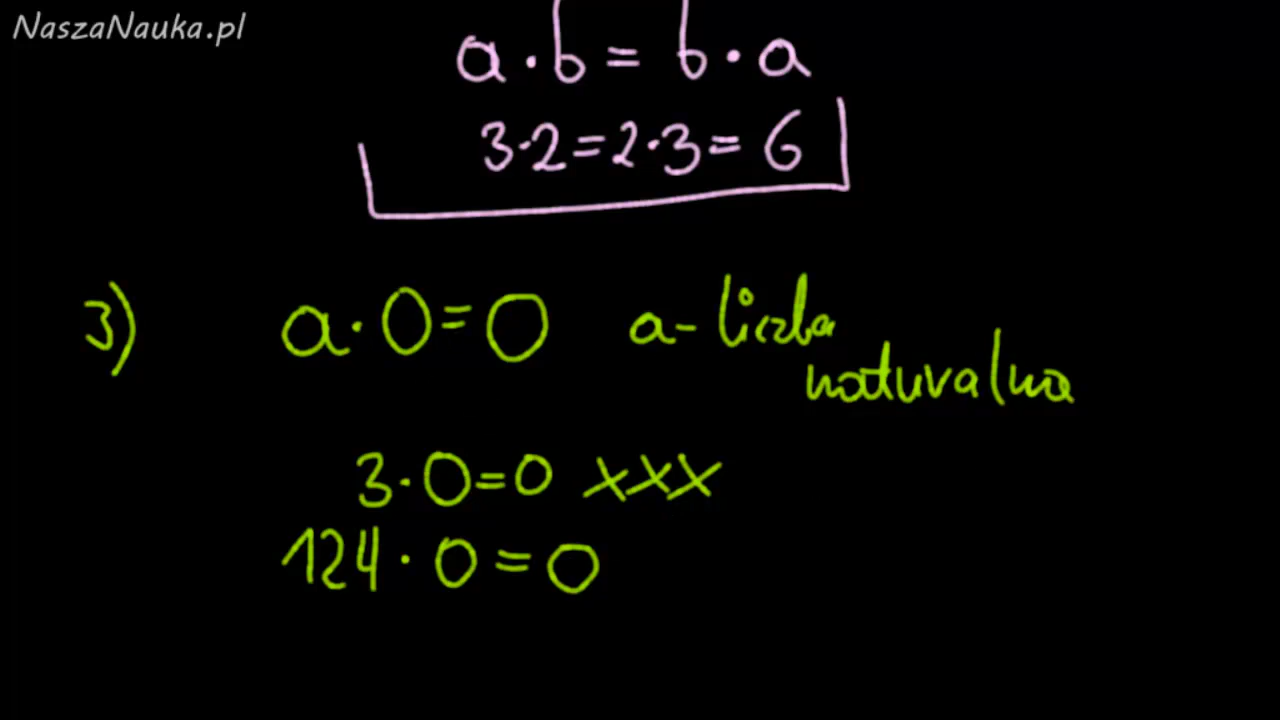 NaszaNauka.pl
a·b=b·a
3·2=2·3=6
3) a·0=0 a-liczba
naturalna
3·0=0 xxx
124·0=0